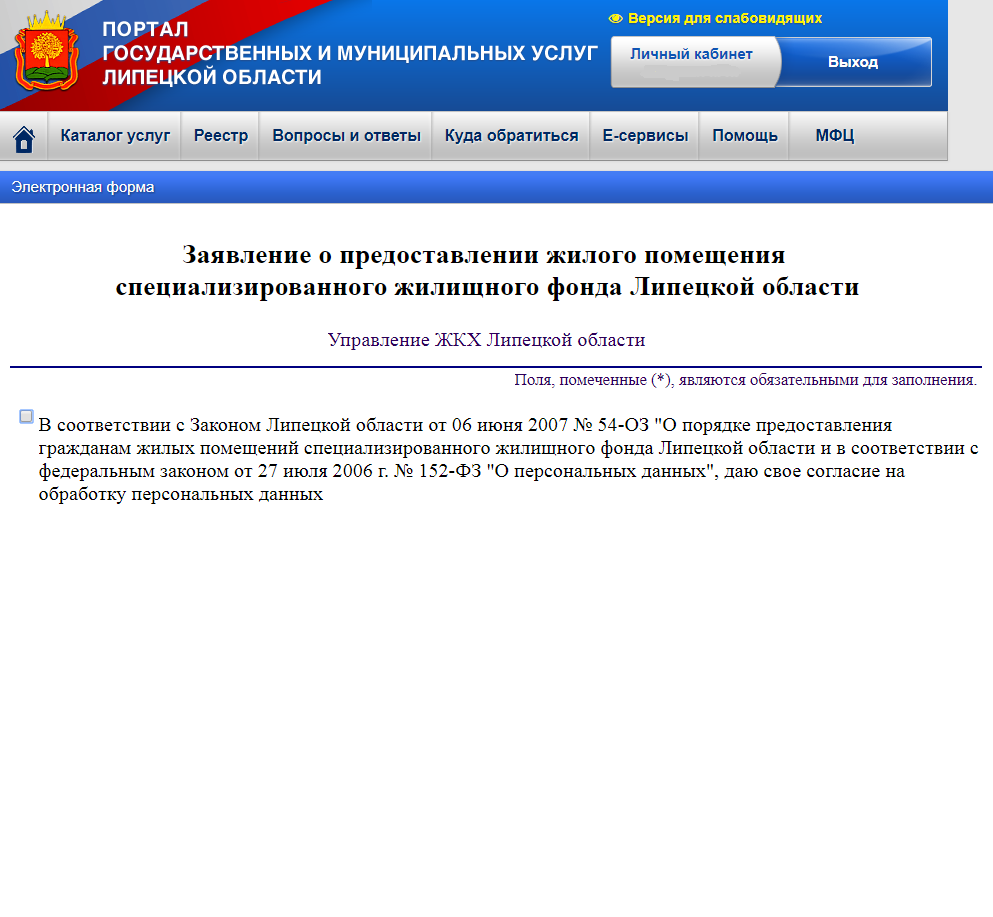 ПОРТАЛ
ГОСУДАРСТВЕННЫХ И МУНИЦИПАЛЬНЫХ УСЛУГ
ЛИПЕЦКОЙ ОБЛАСТИ
Версия для слабовидящих
Личный кабинет
Выход
Каталог услуг Реестр Вопросы и ответы Куда обратиться Е-сервисы Помощь МФЦ
Электронная форма
Заявление о предоставлении жилого помещения
специализированного жилищного фонда Липецкой области
Управление ЖКХ Липецкой области
Поля, помеченные (*), являются обязательными для заполнения.
В соответствии с Законом Липецкой области от 06 июня 2007 № 54-ОЗ "О порядке предоставления
гражданам жилых помещений специализированного жилищного фонда Липецкой области и в соответствии с
федеральным законом от 27 июля 2006 г. № 152-ФЗ "О персональных данных", даю свое согласие на
обработку персональных данных